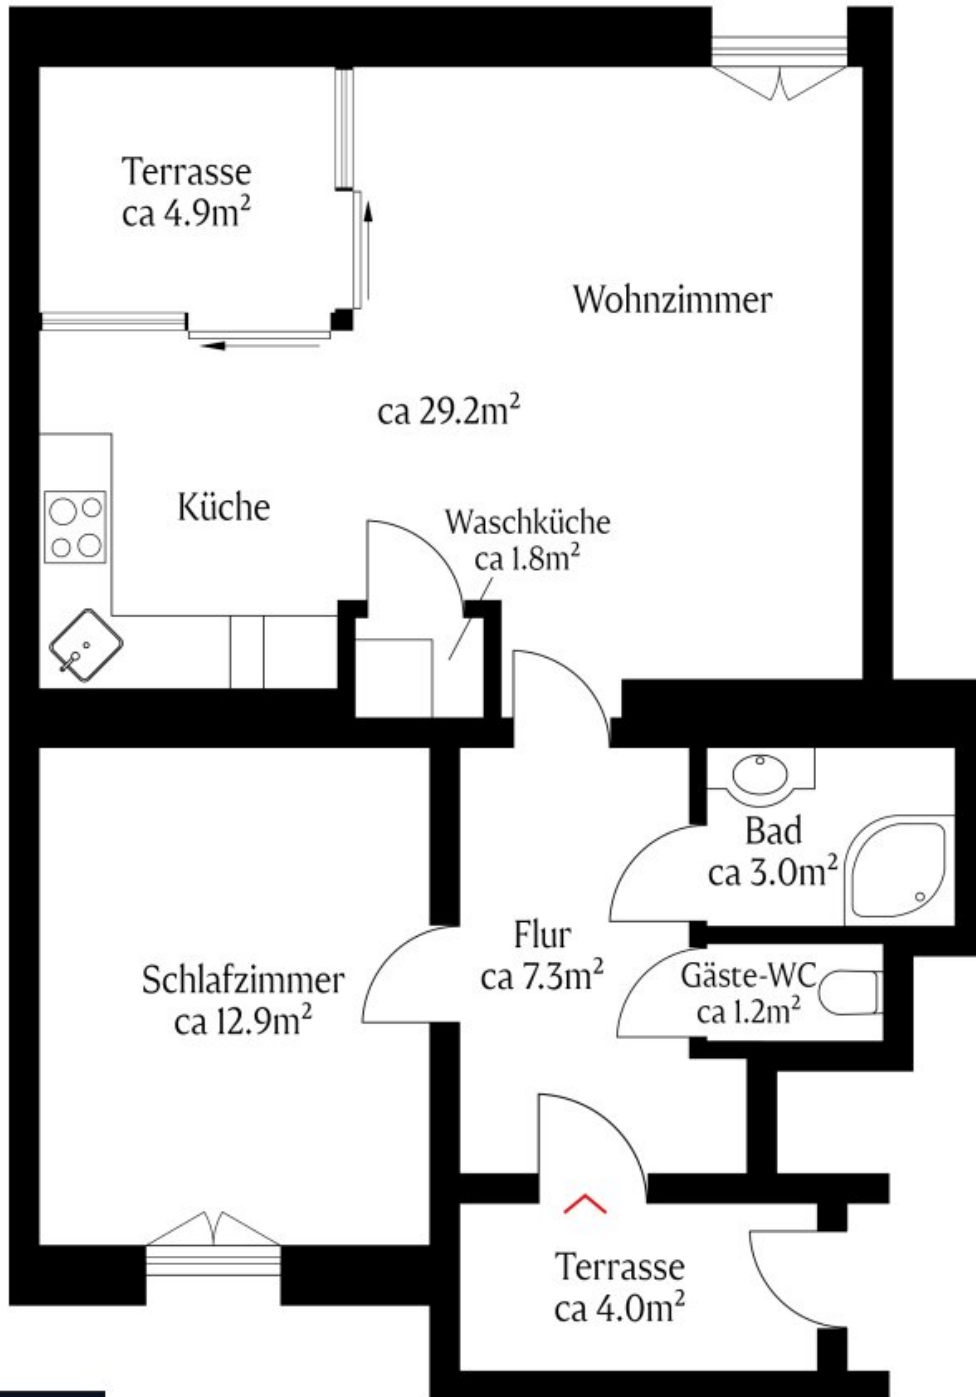 Terrasse
ca 4.9m²
Wohnzimmer
ca 29.2m²
Küche
Waschküche
ca 1.8m²
Bad
ca 3.0m²
Flur
ca 7.3m²
Gäste-WC
ca 1.2m²
Schlafzimmer
ca 12.9m²
Terrasse
ca 4.0m²